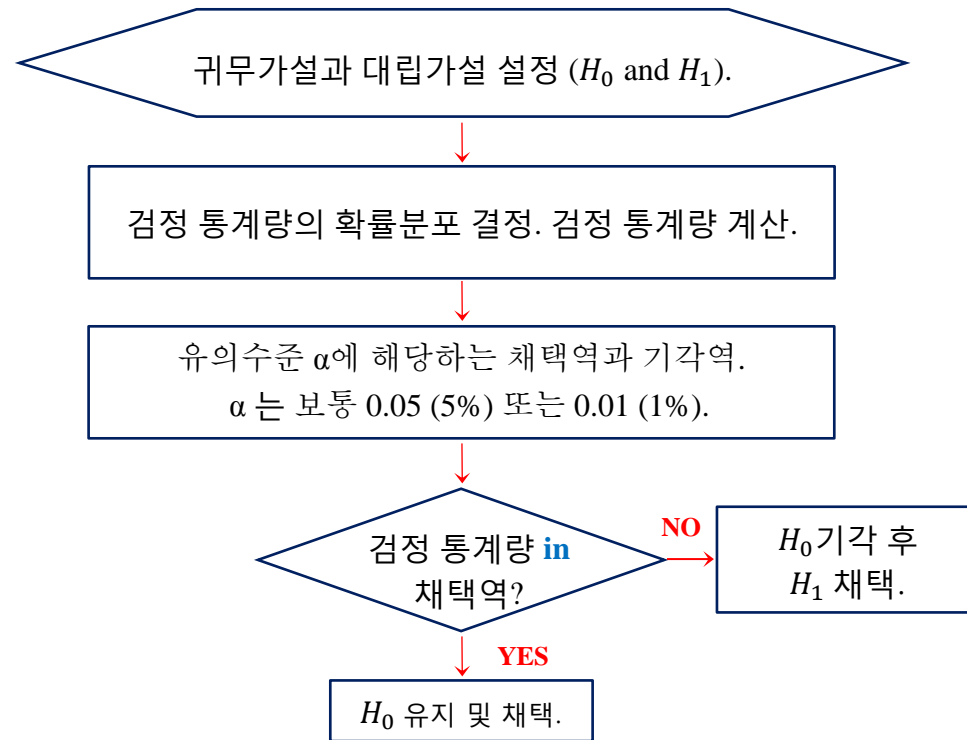 귀무가설과 대립가설 설정 (H₀ and H₁).
검정 통계량의 확률분포 결정. 검정 통계량 계산.
유의수준 α에 해당하는 채택역과 기각역.
α 는 보통 0.05 (5%) 또는 0.01 (1%).
검정 통계량 in
채택역?
NO
H₀기각 후
H₁ 채택.
YES
H₀ 유지 및 채택.